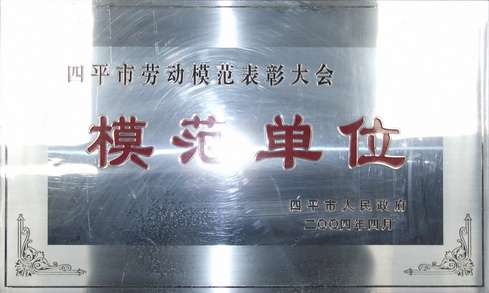 四平市劳动模范表彰大会
模范单位
四平市人民政府
二〇〇四年四月